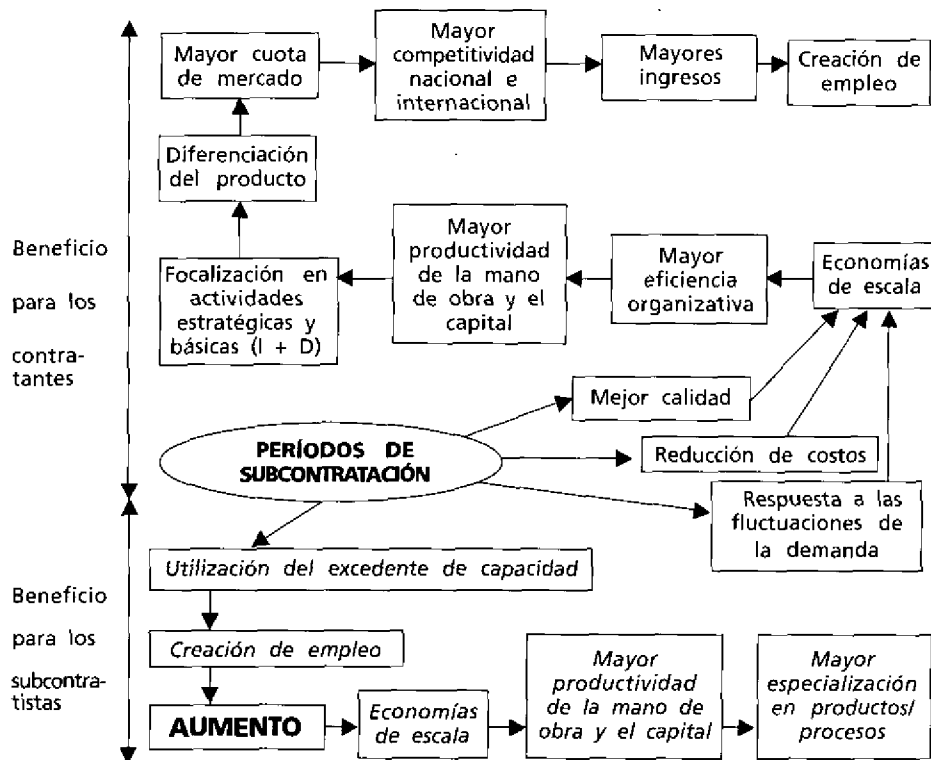 Mayor cuota
de mercado
Mayor
competitividad
nacional e
internacional
Mayores
ingresos
Creación de
empleo
Diferenciación
del producto
Beneficio
para los
contra-
tantes
Focalización en
actividades
estratégicas y
básicas (I + D)
Mayor
productividad
de la mano
de obra y el
capital
Mayor
eficiencia
organizativa
Economías
de escala
Mejor calidad
PERÍODOS DE
SUBCONTRATACIÓN
Reducción de costos
Respuesta a las
fluctuaciones de
la demanda
Beneficio
para los
subcontra-
tistas
Utilización del excedente de capacidad
Creación de empleo
AUMENTO
Economías
de escala
Mayor
productividad
de la mano de
obra y el capital
Mayor
especialización
en productos/
procesos